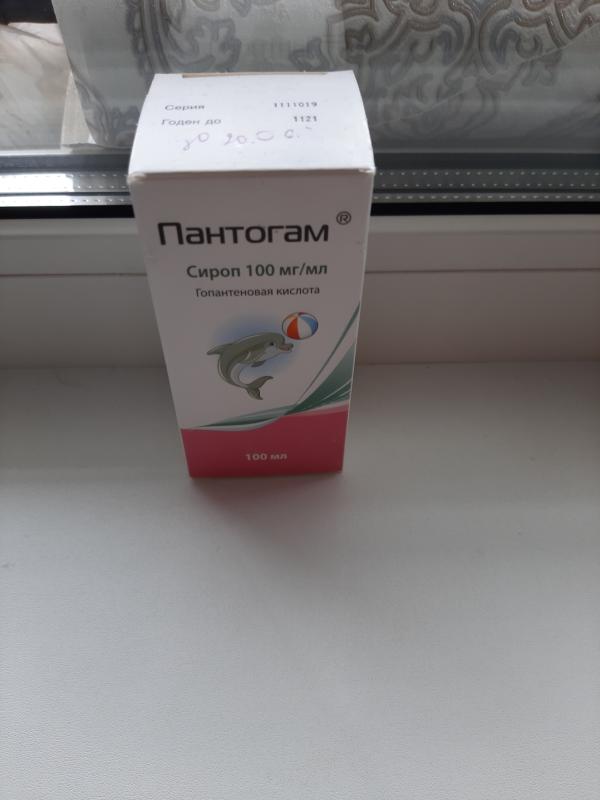 Серия 1111019
Годен до 1121
Пантогам ®
Сироп 100 мг/мл
Гопантеновая кислота
100 мл